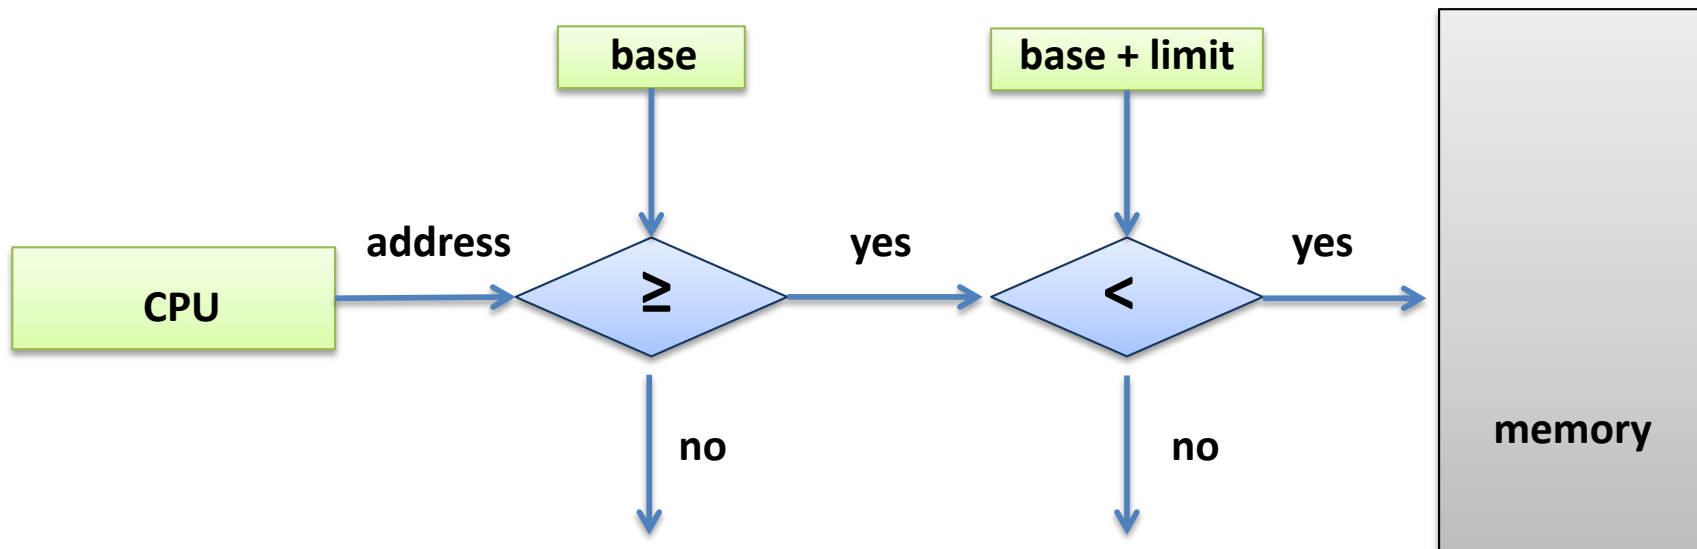 base
base + limit
address
yes
yes
CPU
≥
<
no
no
memory